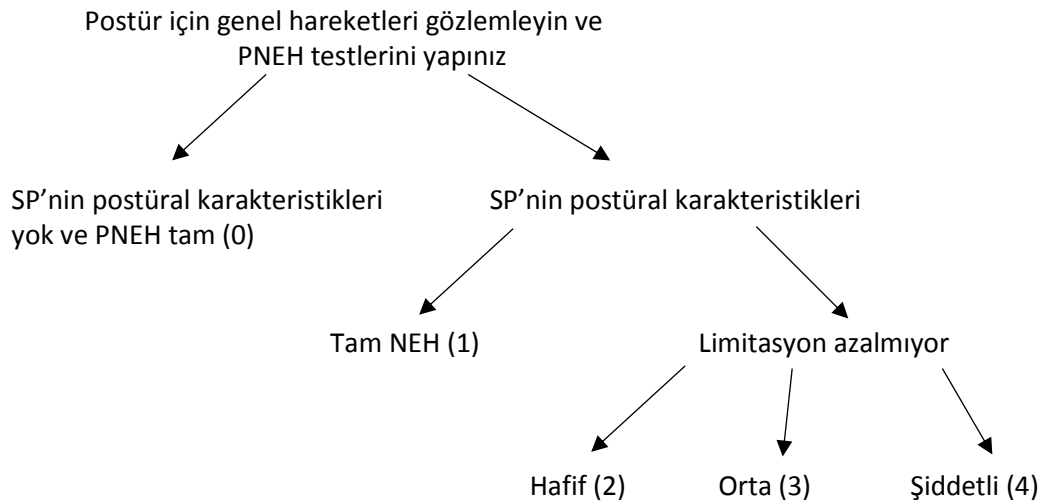 Postür için genel hareketleri gözlemleyin ve
PNEH testlerini yapınız
SP’nin postüral karakteristikleri
yok ve PNEH tam (0)
SP’nin postüral karakteristikleri
Tam NEH (1)
Limitasyon azalmıyor
Hafif (2)
Orta (3)
Şiddetli (4)